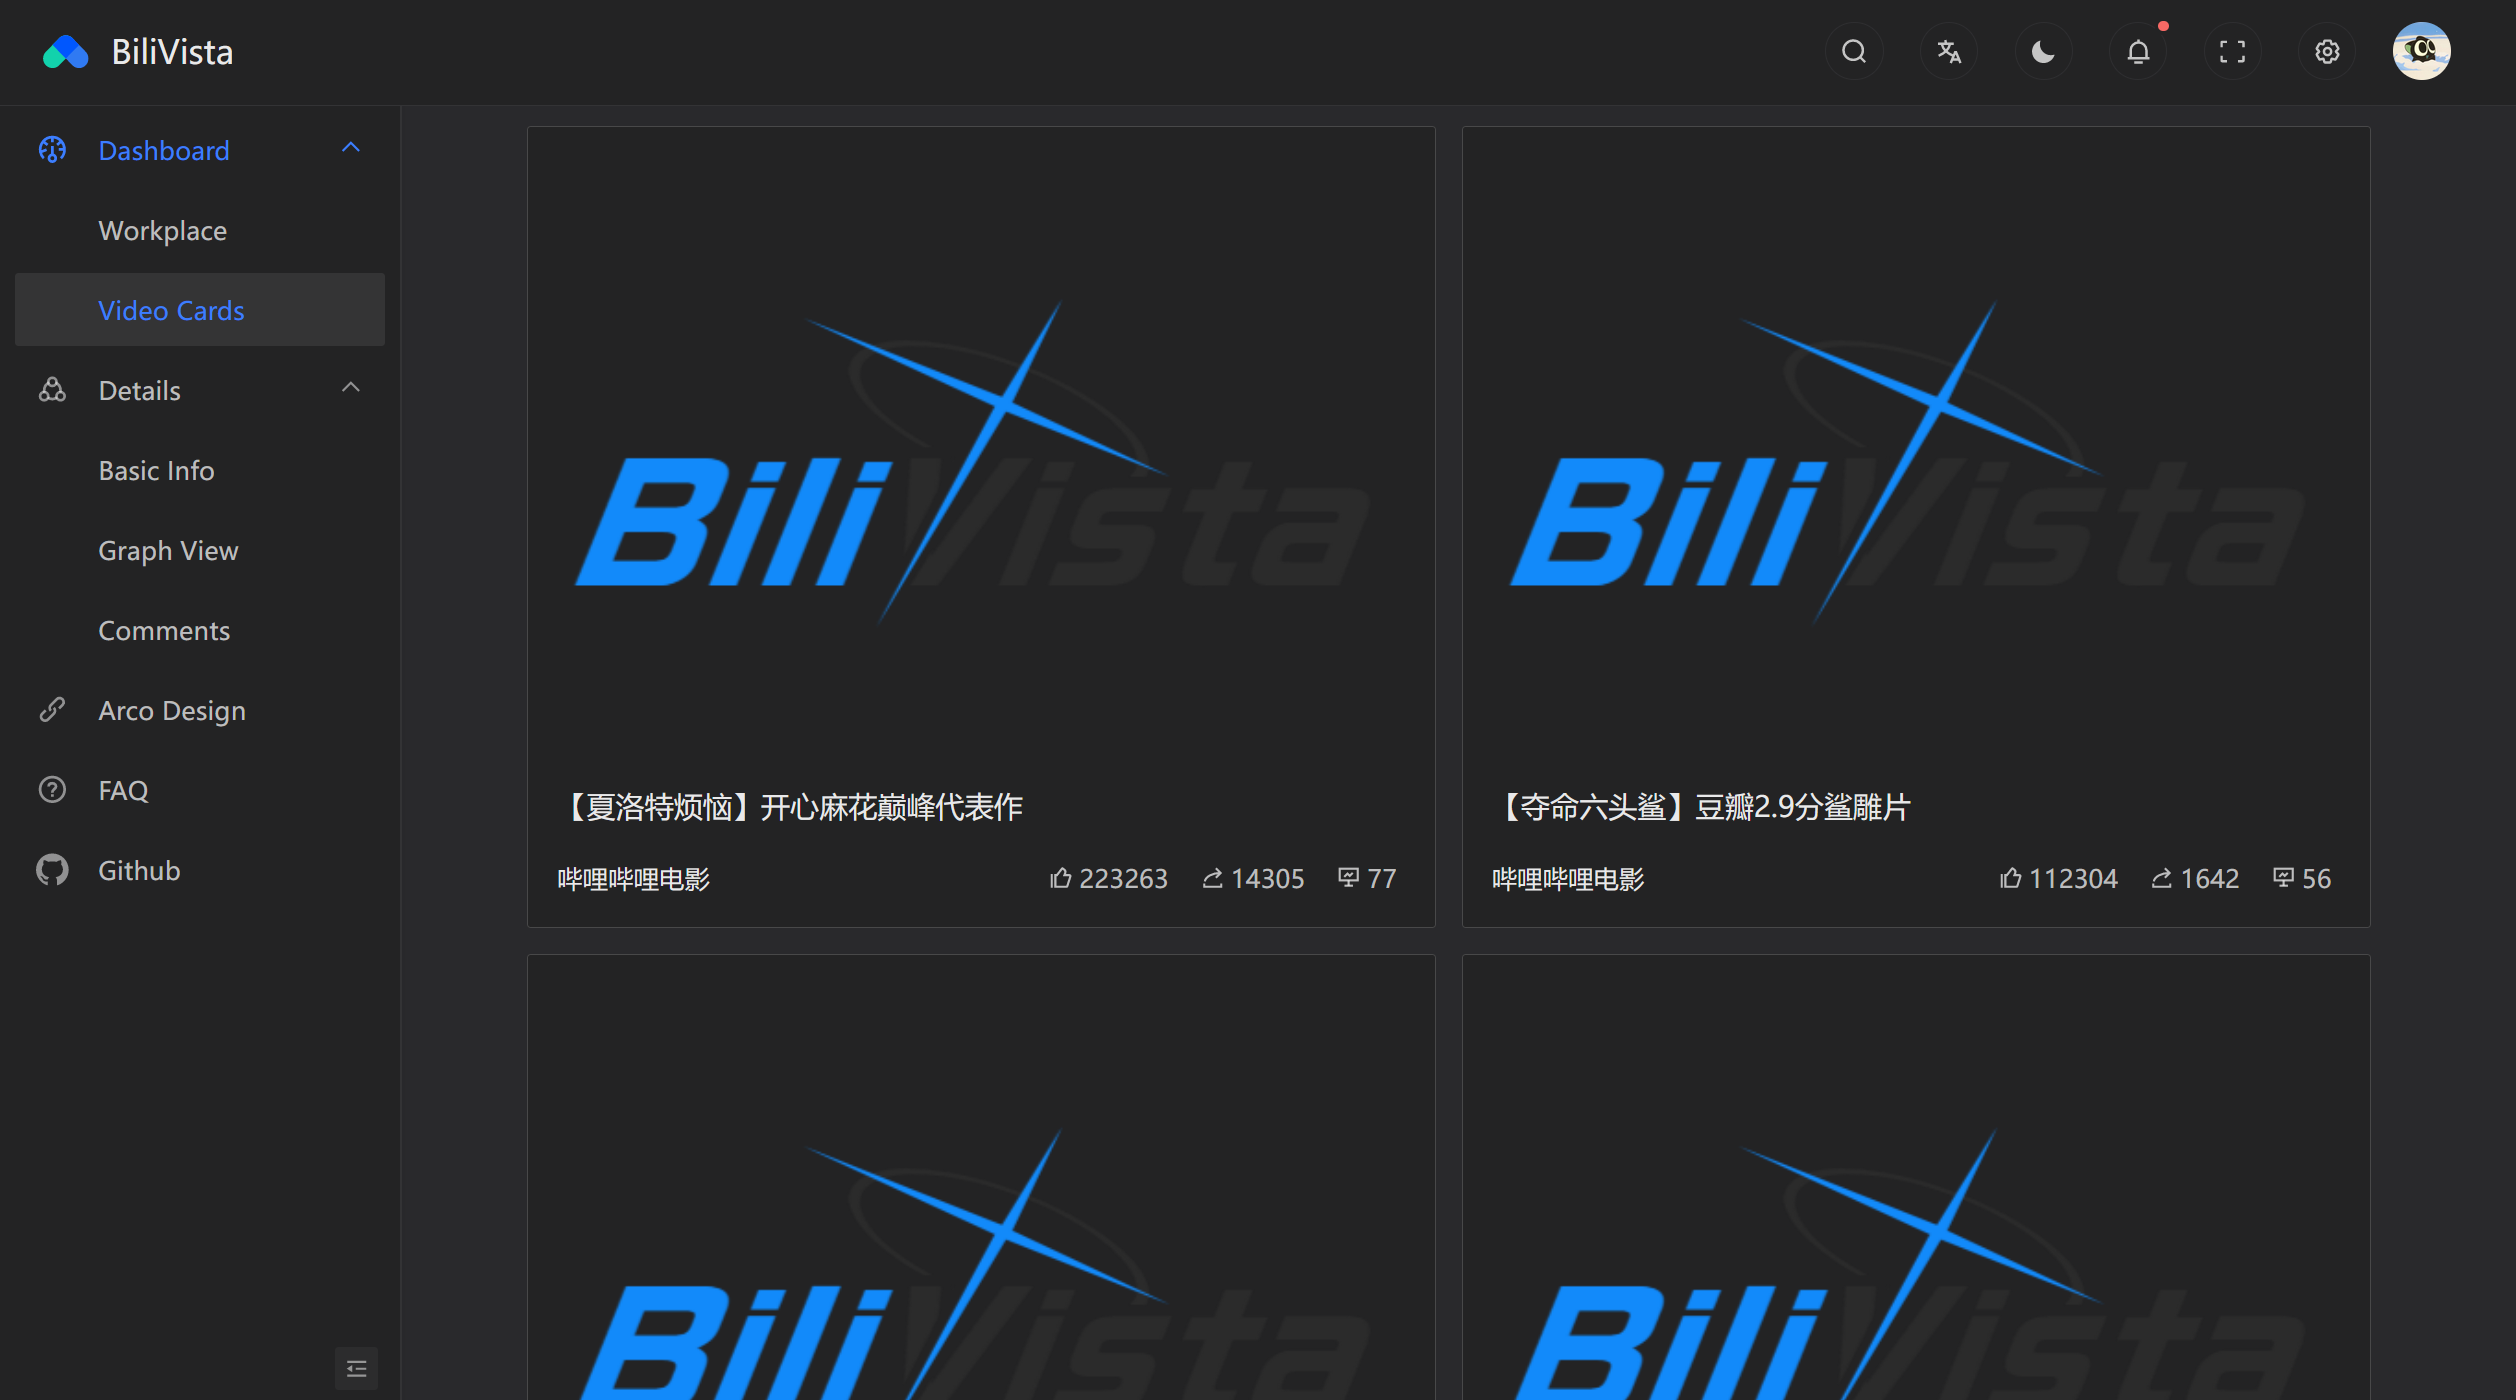 BiliVista
Dashboard
Workplace
Video Cards
Details
Basic Info
Graph View
Comments
Arco Design
FAQ
Github
BiliVista
【夏洛特烦恼】开心麻花巅峰代表作
哔哩哔哩电影 223263 14305 77
BiliVista
【夺命六头鲨】豆瓣2.9分鲨雕片
哔哩哔哩电影 112304 1642 56
BiliVista
BiliVista